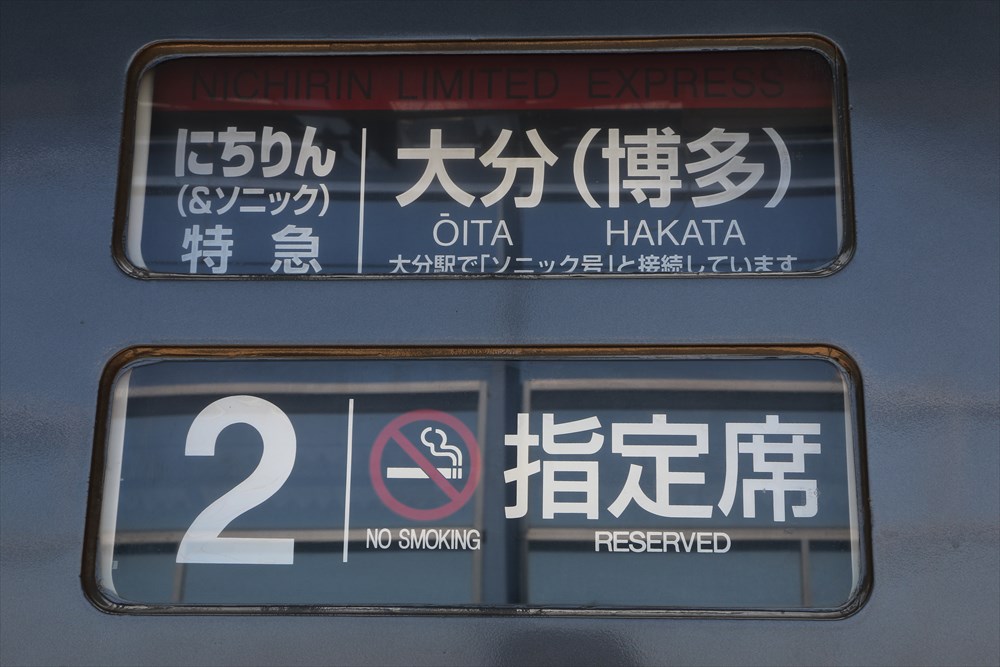 NICHIRIN LIMITED EXPRESS
にちりん
(&ソニック)
特急
大分(博多)
ŌITA HAKATA
大分駅で「ソニック号」と接続しています
2
NO SMOKING
指定席
RESERVED